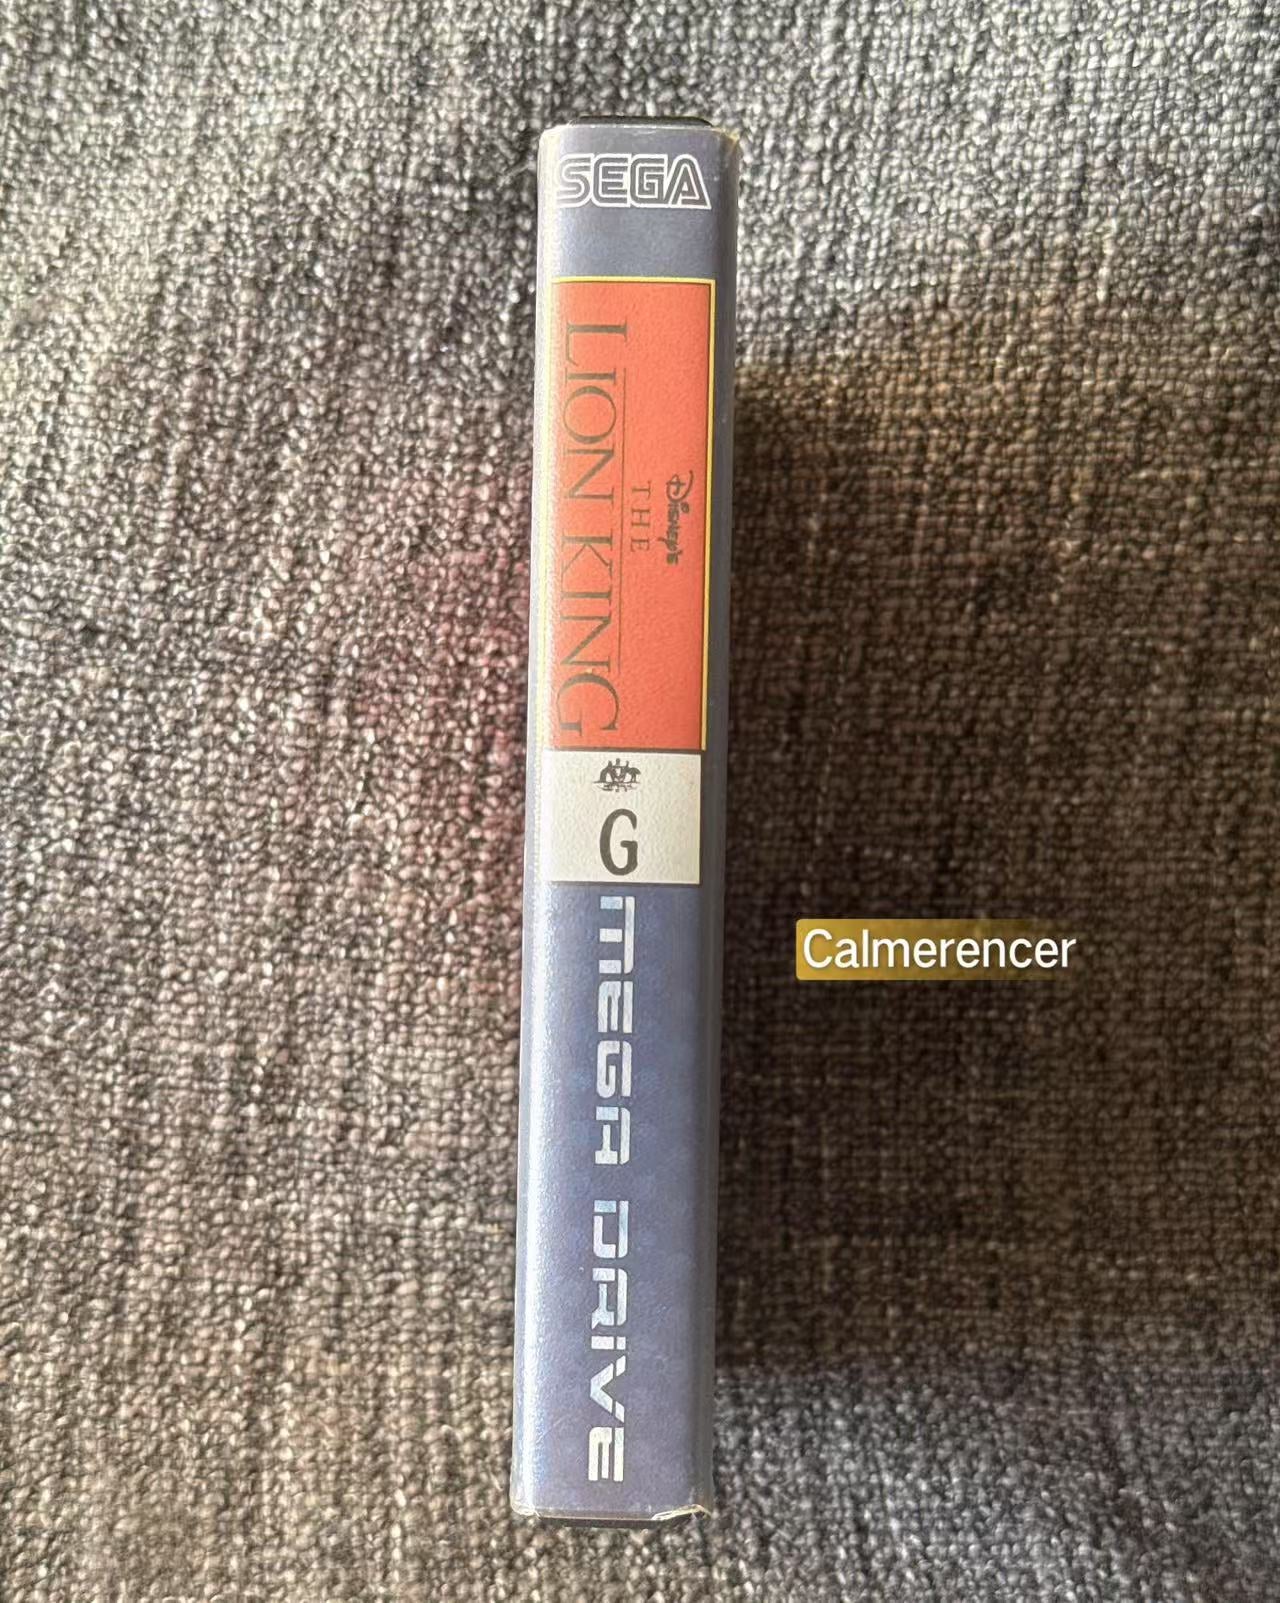 SEGA
Disney's
THE
LION KING
G
MEGA DRIVE
Calmerencer